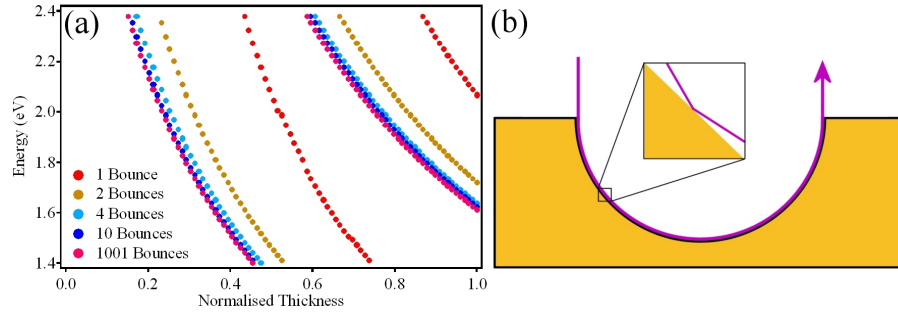 (a)
(b)
2.4
2.2
2.0
1.8
1.6
1.4
Energy (eV)
1 Bounce
2 Bounces
4 Bounces
10 Bounces
1001 Bounces
0.0 0.2 0.4 0.6 0.8 1.0
Normalised Thickness